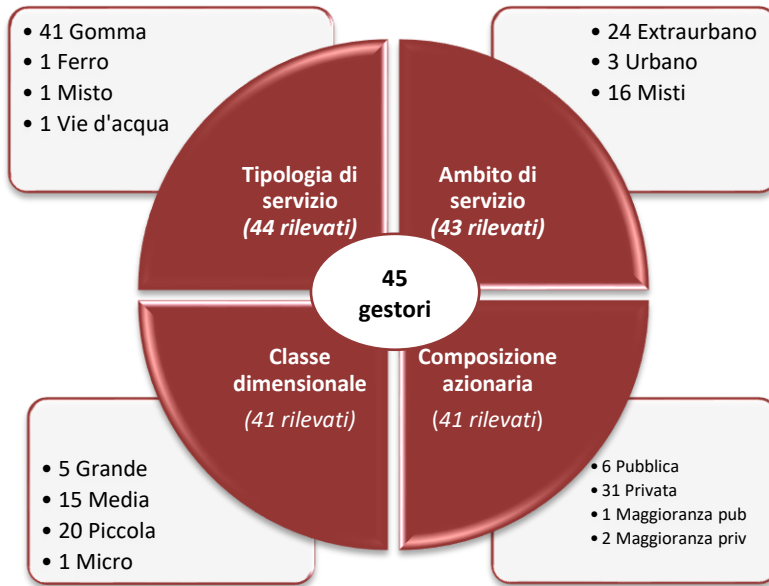 • 41 Gomma
• 1 Ferro
• 1 Misto
• 1 Vie d'acqua
• 24 Extraurbano
• 3 Urbano
• 16 Misti
Tipologia di
servizio
(44 rilevati)
Ambito di
servizio
(43 rilevati)
45
gestori
Classe
dimensionale
(41 rilevati)
Composizione
azionaria
(41 rilevati)
• 5 Grande
• 15 Media
• 20 Piccola
• 1 Micro
• 6 Pubblica
• 31 Privata
• 1 Maggioranza pub
• 2 Maggioranza priv